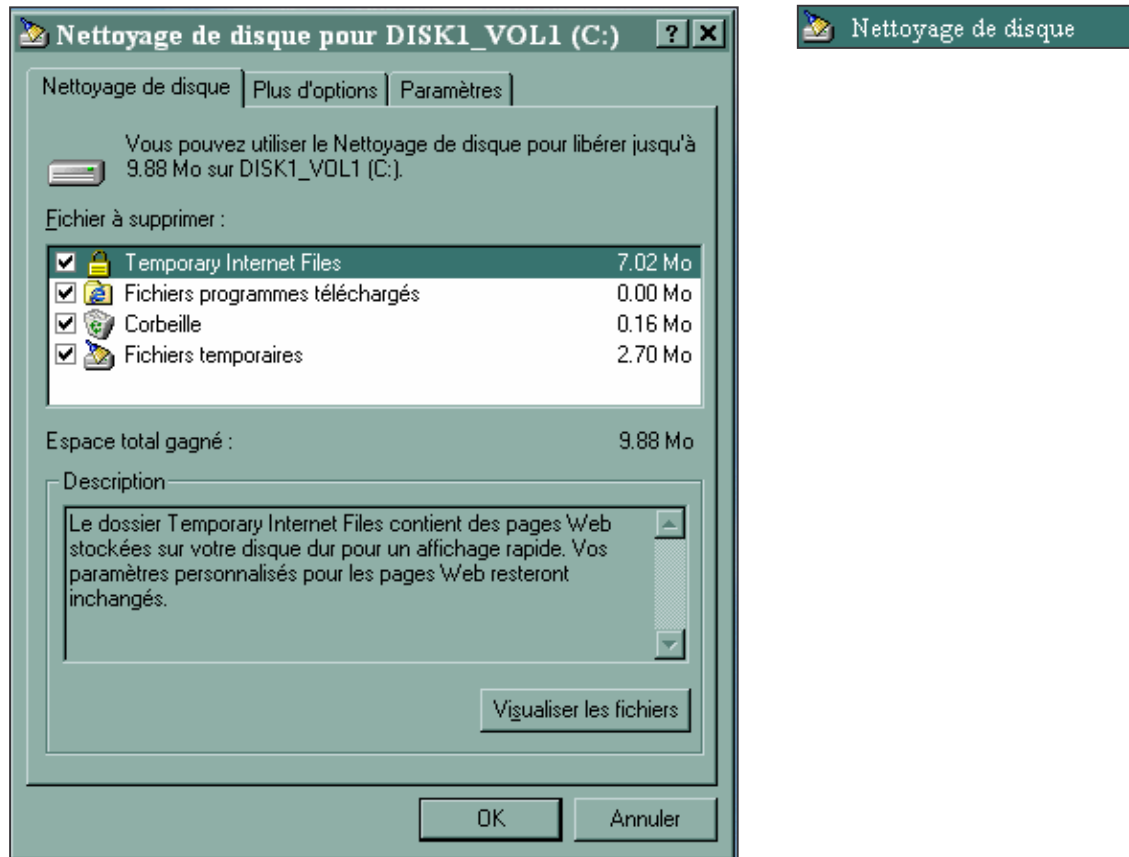 Nettoyage de disque pour DISK1_VOL1 (C:)
Nettoyage de disque
Nettoyage de disque Plus d'options Paramètres
Vous pouvez utiliser le Nettoyage de disque pour libérer jusqu'à
9.88 Mo sur DISK1_VOL1 (C:).
Fichier à supprimer :
Temporary Internet Files 7.02 Mo
Fichiers programmes téléchargés 0.00 Mo
Corbeille 0.16 Mo
Fichiers temporaires 2.70 Mo
Espace total gagné : 9.88 Mo
Description
Le dossier Temporary Internet Files contient des pages Web
stockées sur votre disque dur pour un affichage rapide. Vos
paramètres personnalisés pour les pages Web resteront
inchangés.
Visualiser les fichiers
OK Annuler